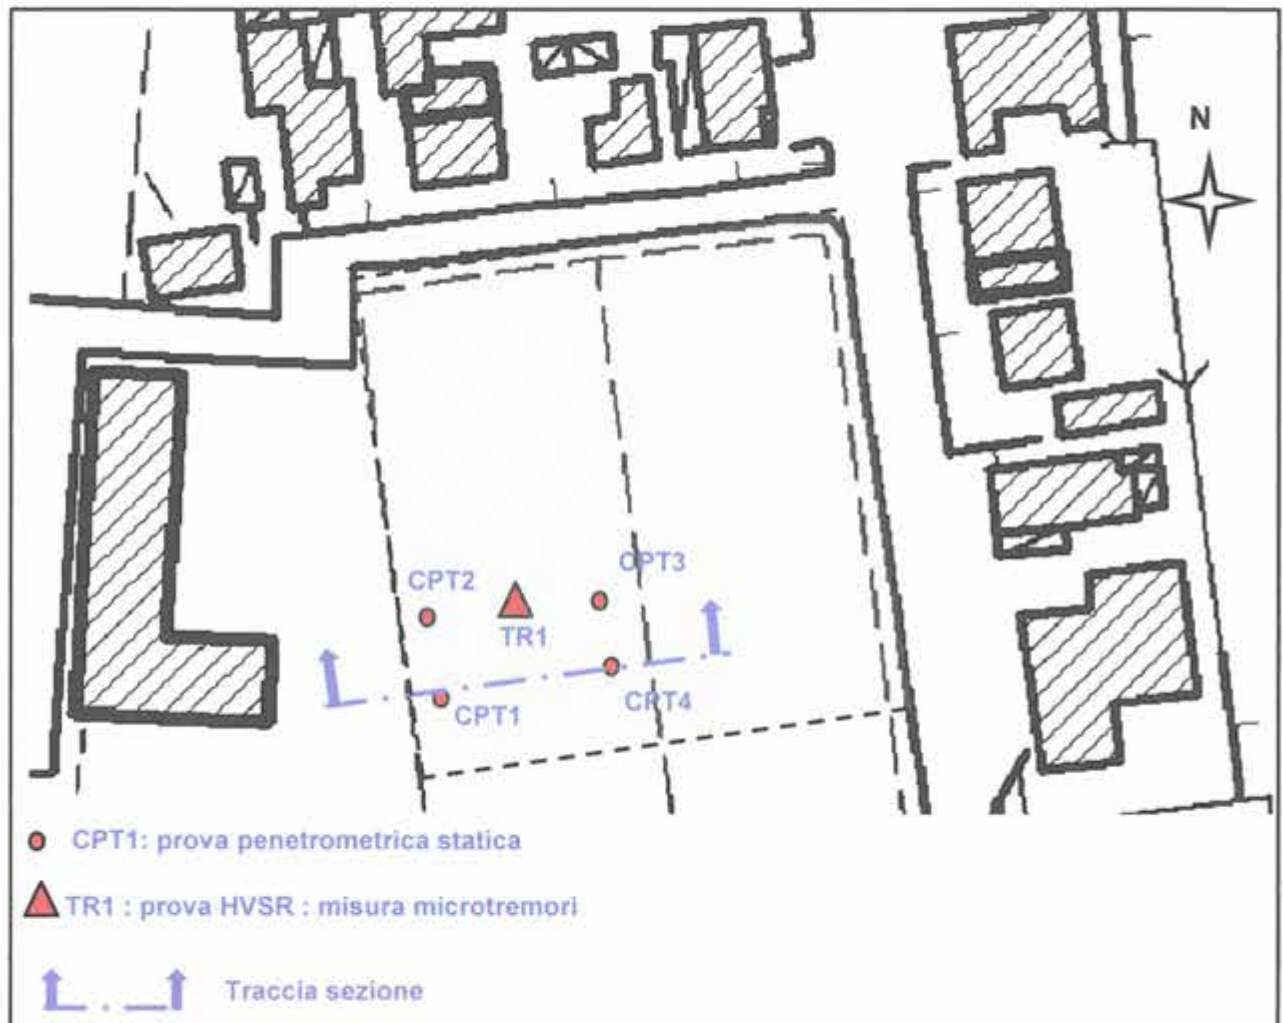 N
CPT2
CPT3
TR1
CPT1
CPT4
CPT1: prova penetrometrica statica
TR1 : prova HVSR : misura microtremori
Traccia sezione